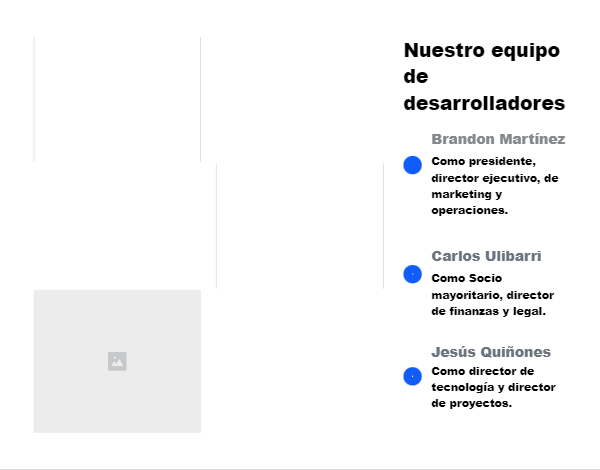 Nuestro equipo
de
desarrolladores
Brandon Martínez
Como presidente,
director ejecutivo, de
marketing y
operaciones.
Carlos Ulibarri
Como Socio
mayoritario, director
de finanzas y legal.
Jesús Quiñones
Como director de
tecnología y director
de proyectos.